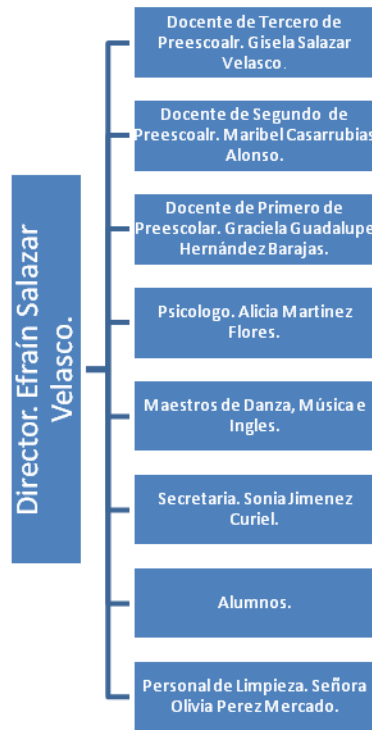 Director. Efraín Salazar
Velasco.
Docente de Tercero de
Preescoalr. Gisela Salazar
Velasco.
Docente de Segundo de
Preescoalr. Maribel Casarrubias
Alonso.
Docente de Primero de
Preescolar. Graciela Guadalupe
Hernández Barajas.
Psicologo. Alicia Martinez
Flores.
Maestros de Danza, Música e
Ingles.
Secretaria. Sonia Jimenez
Curiel.
Alumnos.
Personal de Limpieza. Señora
Olivia Perez Mercado.